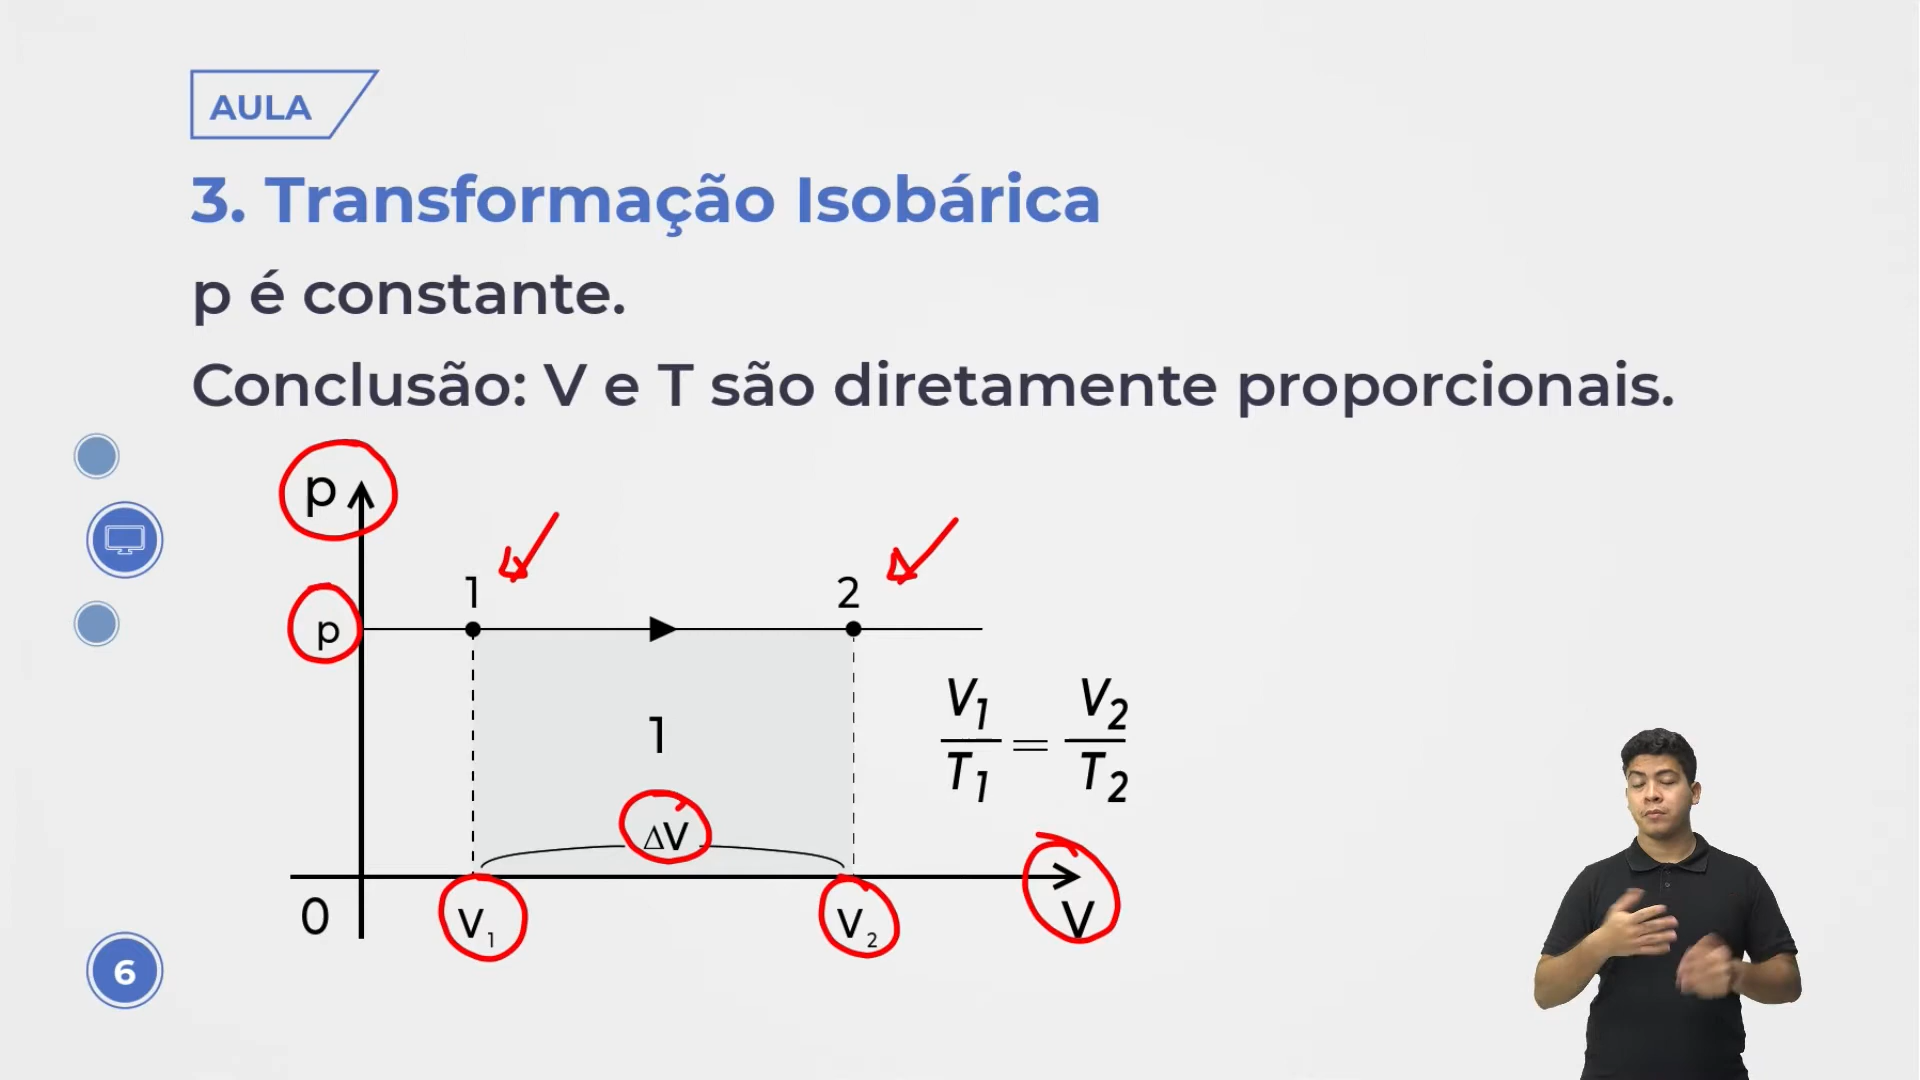 AULA
3. Transformação Isobárica
p é constante.
Conclusão: V e T são diretamente proporcionais.
p
1 2
p
V1/T1 = V2/T2
1
ΔV
0 V1 V2 V
6